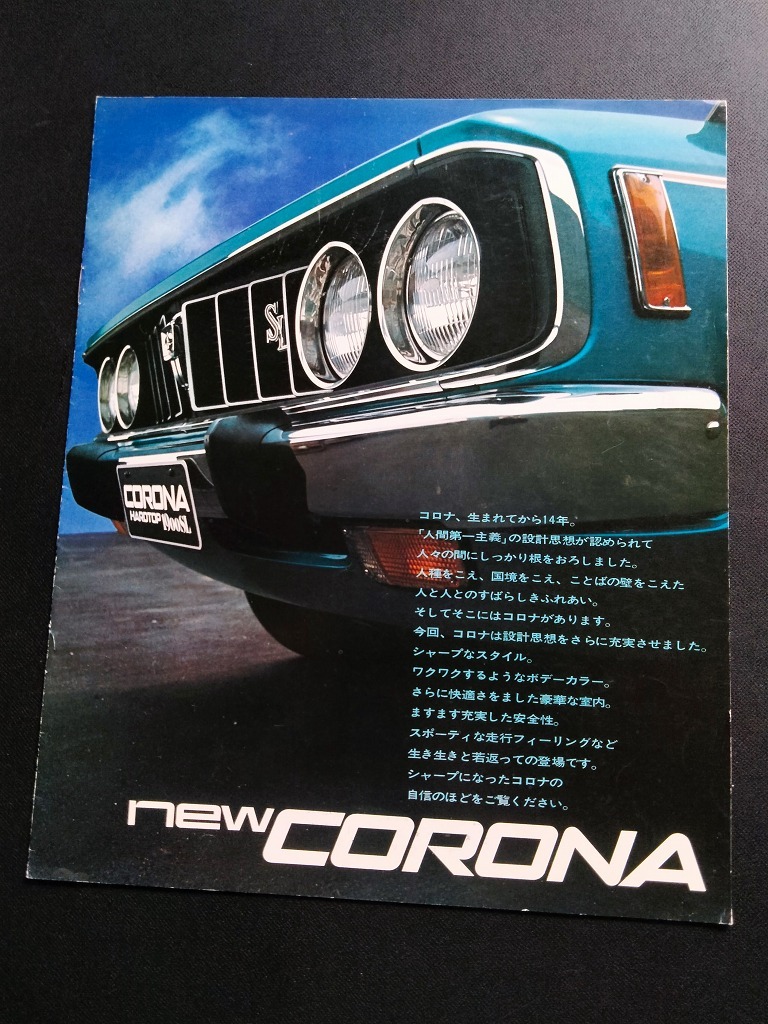 SL
CORONA
HARDTOP 1900SL
コロナ、生まれてから14年。
「人間第一主義」の設計思想が認められて
人々の間にしっかり根をおろしました。
人種をこえ、国境をこえ、ことばの壁をこえた
人と人とのすばらしきふれあい。
そしてそこにはコロナがあります。
今回、コロナは設計思想をさらに充実させました。
シャープなスタイル。
ワクワクするようなボデーカラー。
さらに快適さをました豪華な室内。
ますます充実した安全性。
スポーティな走行フィーリングなど
生き生きと若返っての登場です。
シャープになったコロナの
自信のほどをご覧ください。
new CORONA